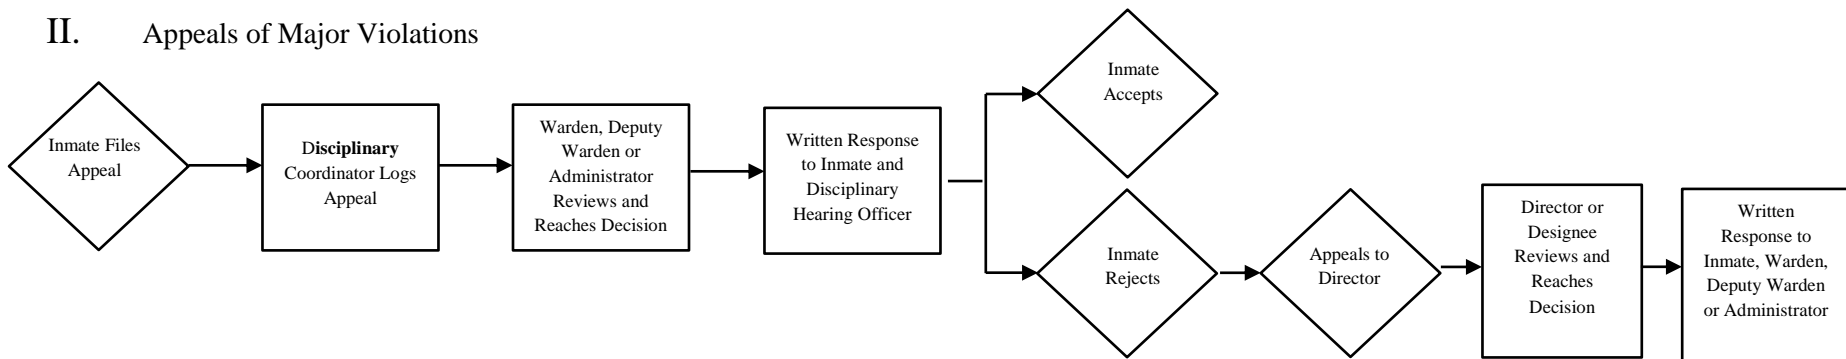 II. Appeals of Major Violations
Inmate Files
Appeal
Disciplinary
Coordinator Logs
Appeal
Warden, Deputy
Warden or
Administrator
Reviews and
Reaches Decision
Written Response
to Inmate and
Disciplinary
Hearing Officer
Inmate
Accepts
Inmate
Rejects
Appeals to
Director
Director or
Designee
Reviews and
Reaches
Decision
Written
Response to
Inmate, Warden,
Deputy Warden
or Administrator